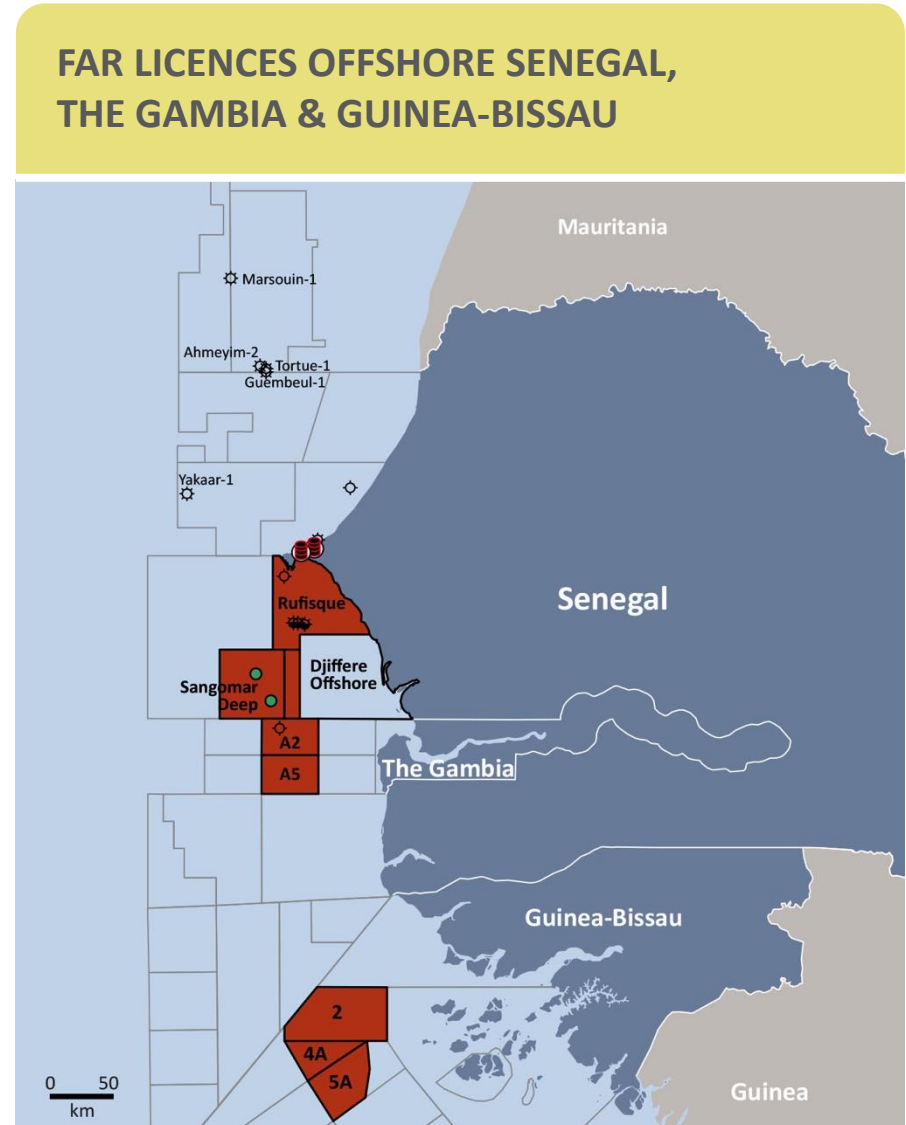 FAR LICENCES OFFSHORE SENEGAL,
THE GAMBIA & GUINEA-BISSAU
Mauritania
Marsouin-1
Ahmeyim-2
Tortue-1
Guembeul-1
Yakaar-1
Senegal
Rufisque
Djiffere
Offshore
Sangomar
Deep
A2
The Gambia
A5
Guinea-Bissau
2
4A
5A
0 50
km
Guinea